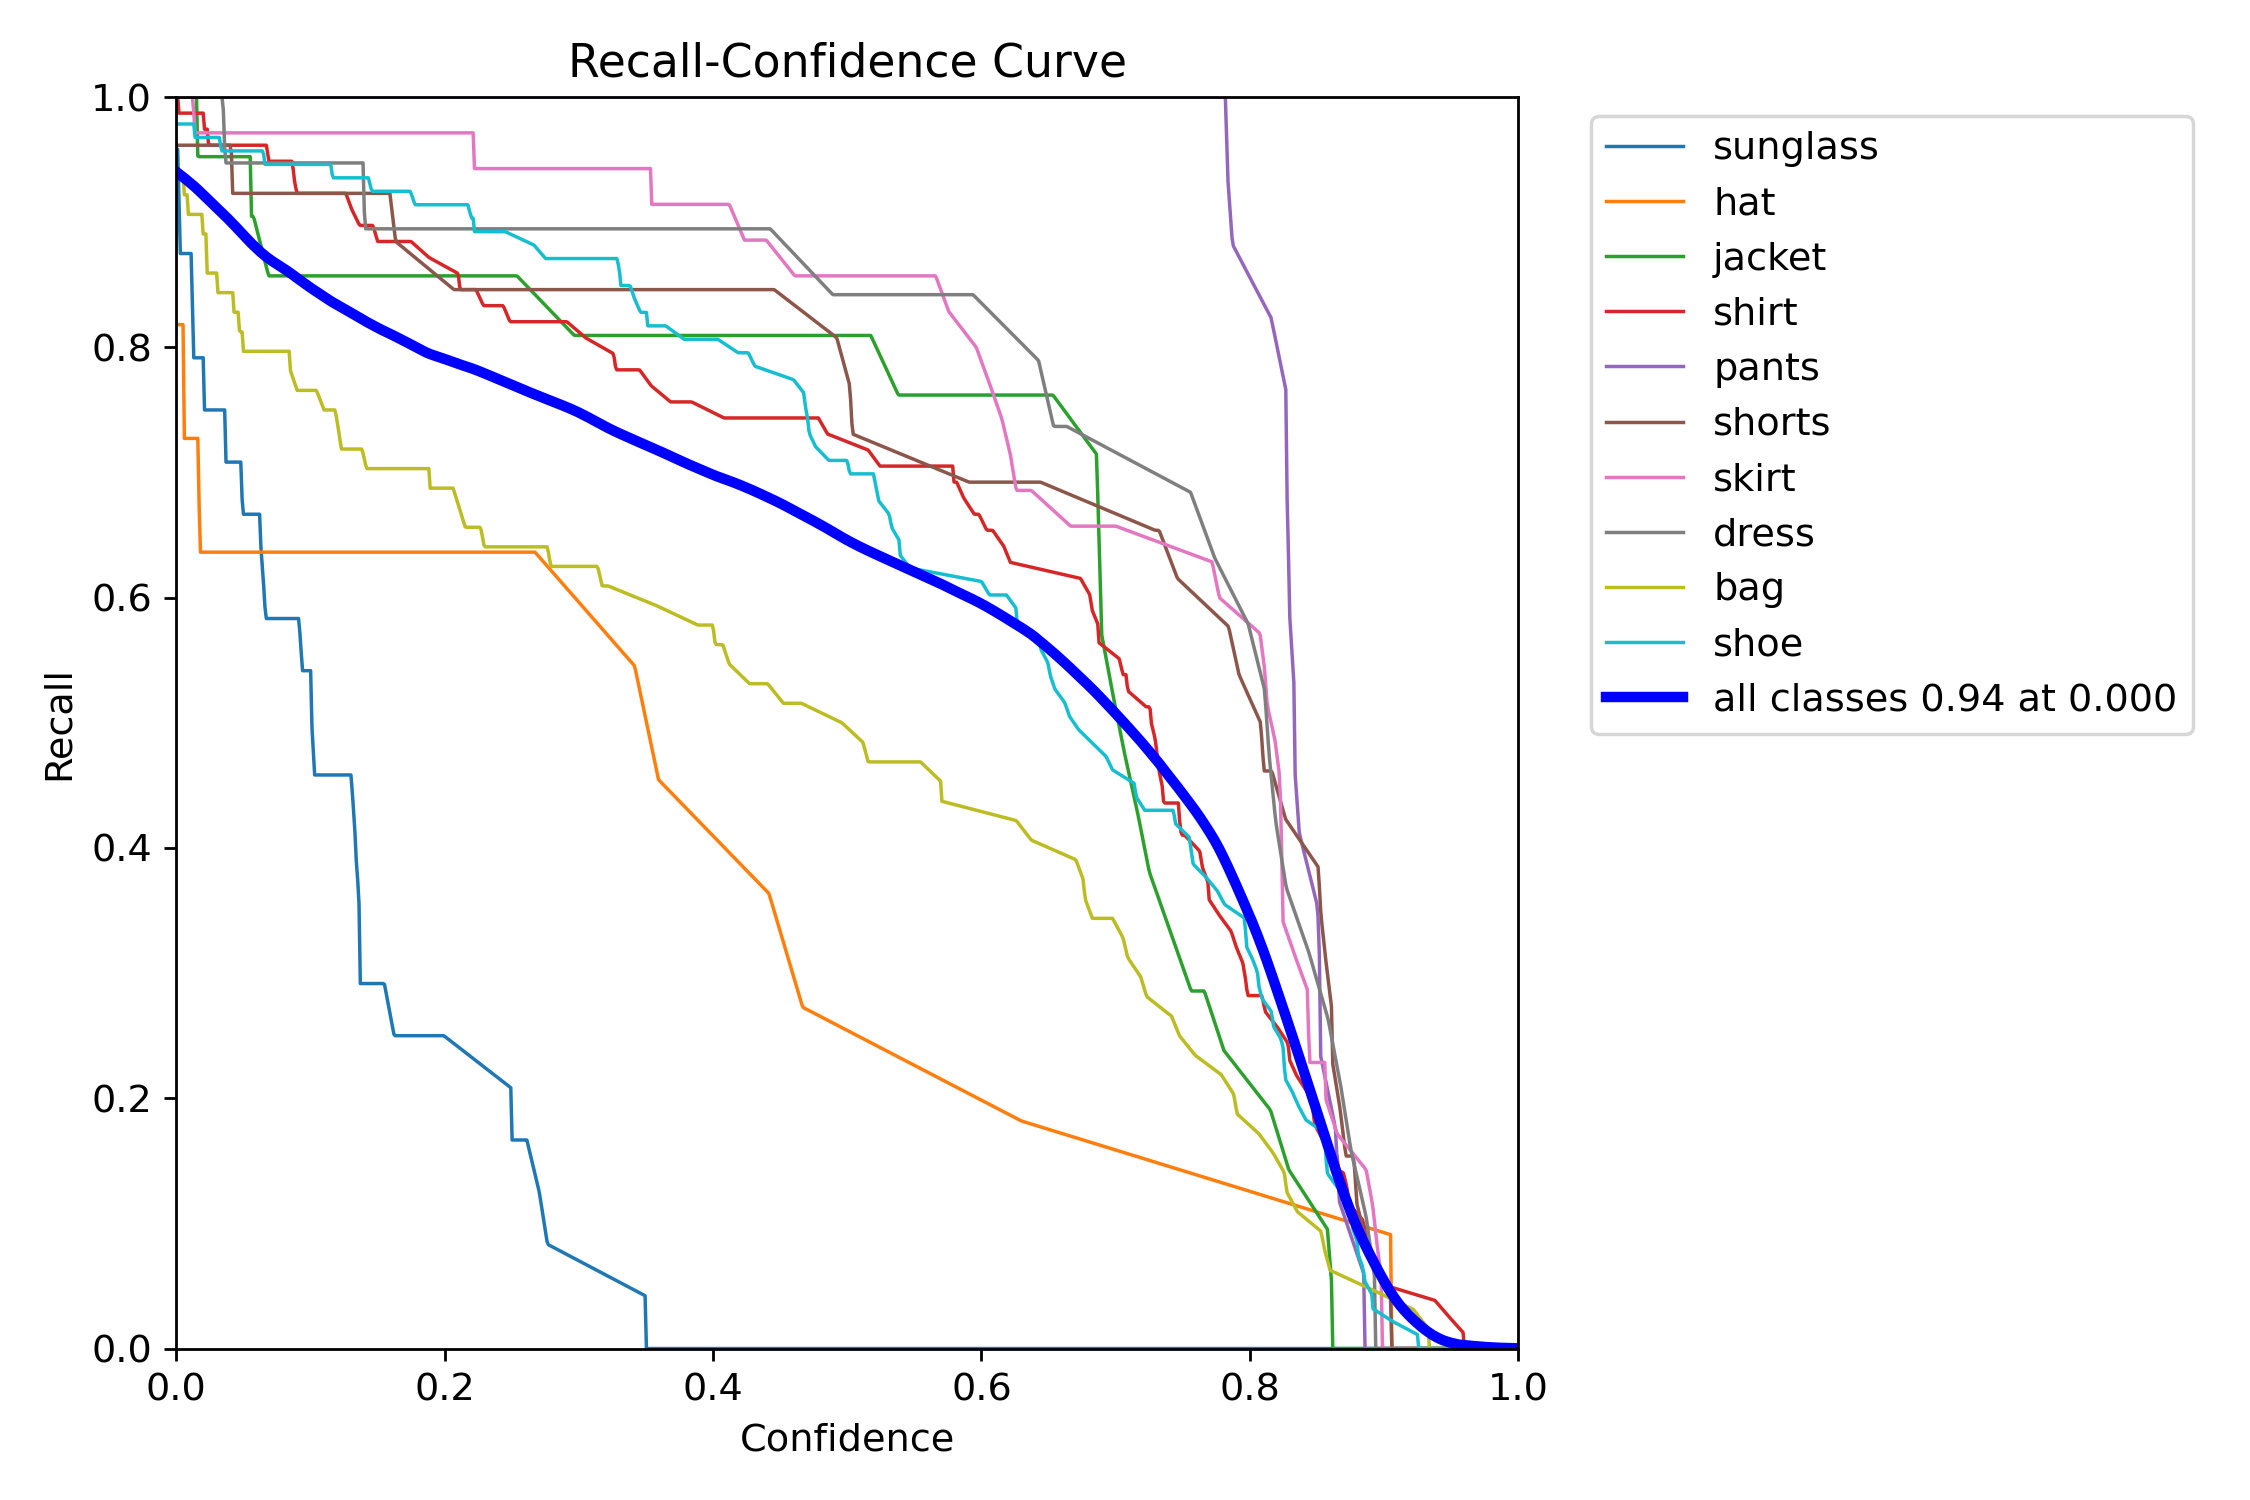 Recall-Confidence Curve
1.0
0.8
0.6
0.4
0.2
0.0
Recall
0.0 0.2 0.4 0.6 0.8 1.0
Confidence
sunglass
hat
jacket
shirt
pants
shorts
skirt
dress
bag
shoe
all classes 0.94 at 0.000